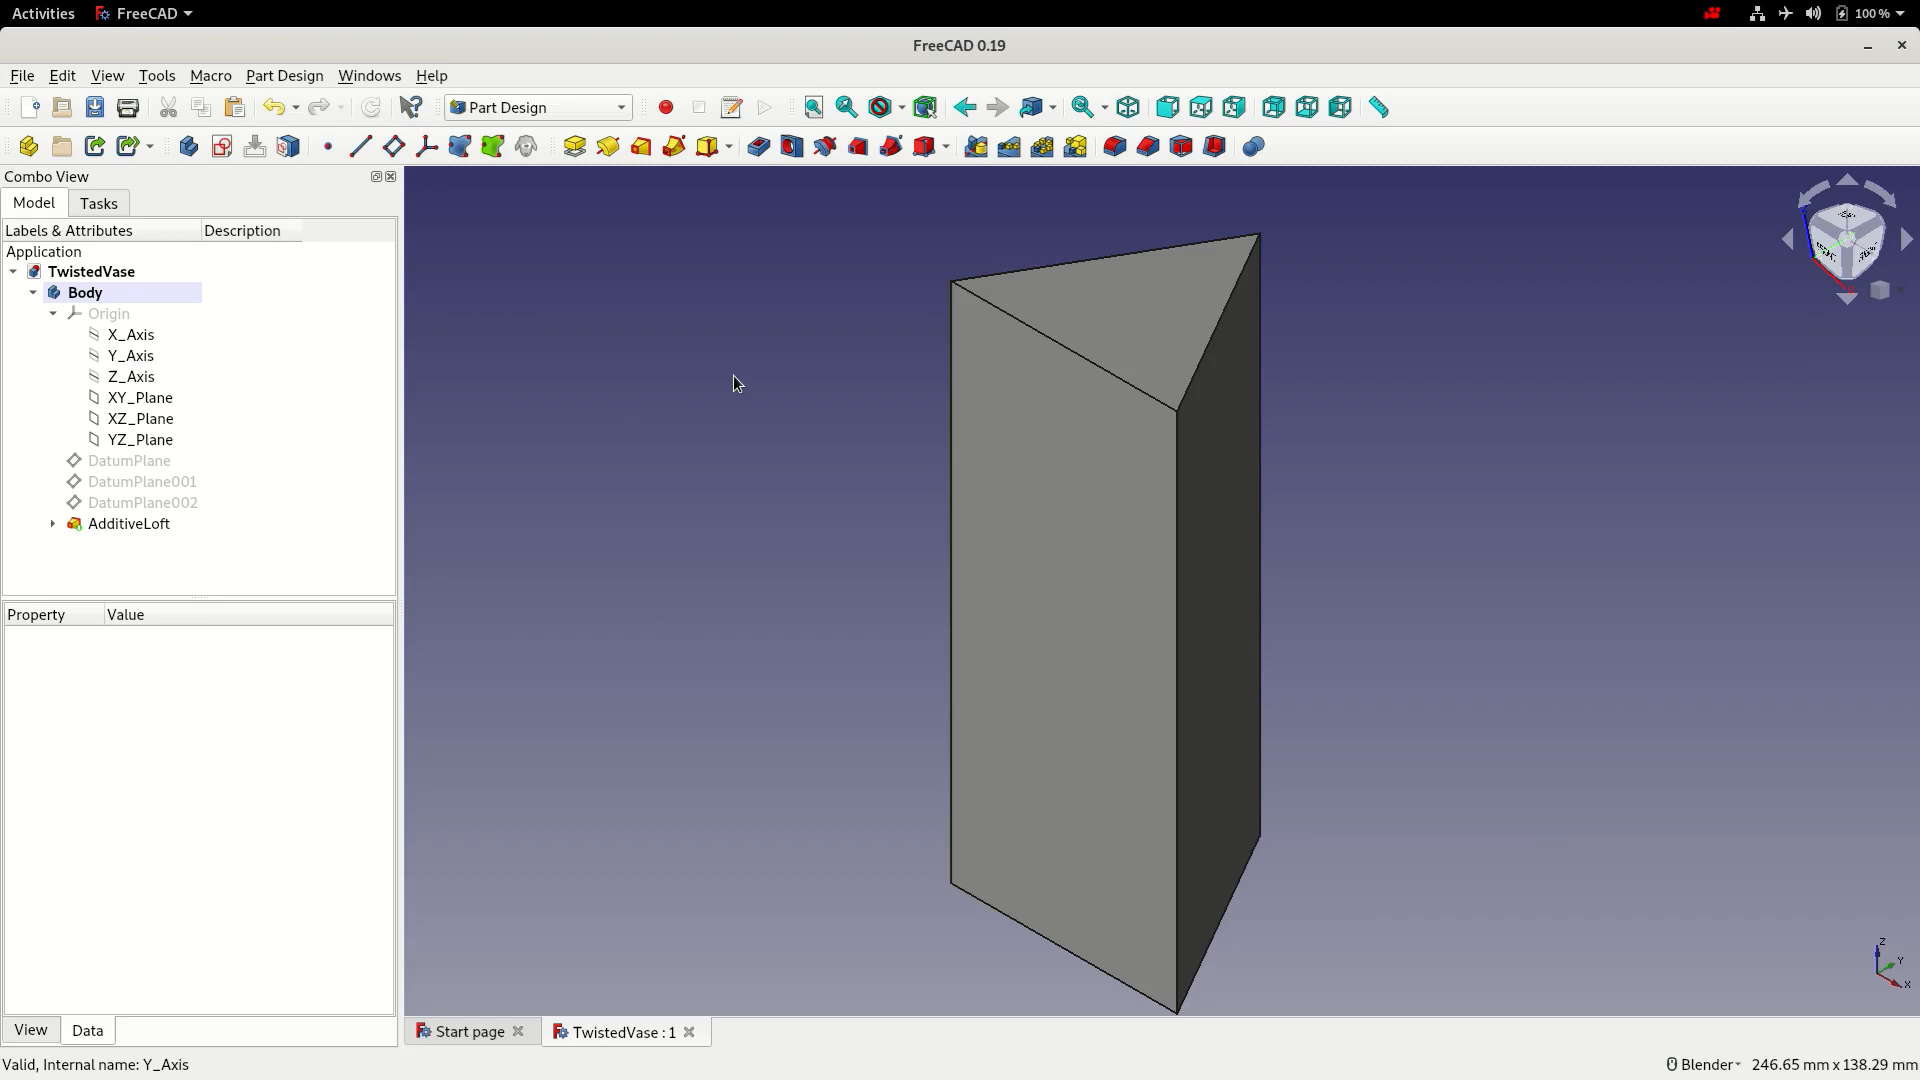 Activities FreeCAD 100 %
FreeCAD 0.19
File Edit View Tools Macro Part Design Windows Help
Part Design
Combo View
Model Tasks
Labels & Attributes Description
Application
TwistedVase
Body
Origin
X_Axis
Y_Axis
Z_Axis
XY_Plane
XZ_Plane
YZ_Plane
DatumPlane
DatumPlane001
DatumPlane002
AdditiveLoft
Property Value
Z
Y
X
View Data
Start page TwistedVase : 1
Valid, Internal name: Y_Axis
Blender 246.65 mm x 138.29 mm